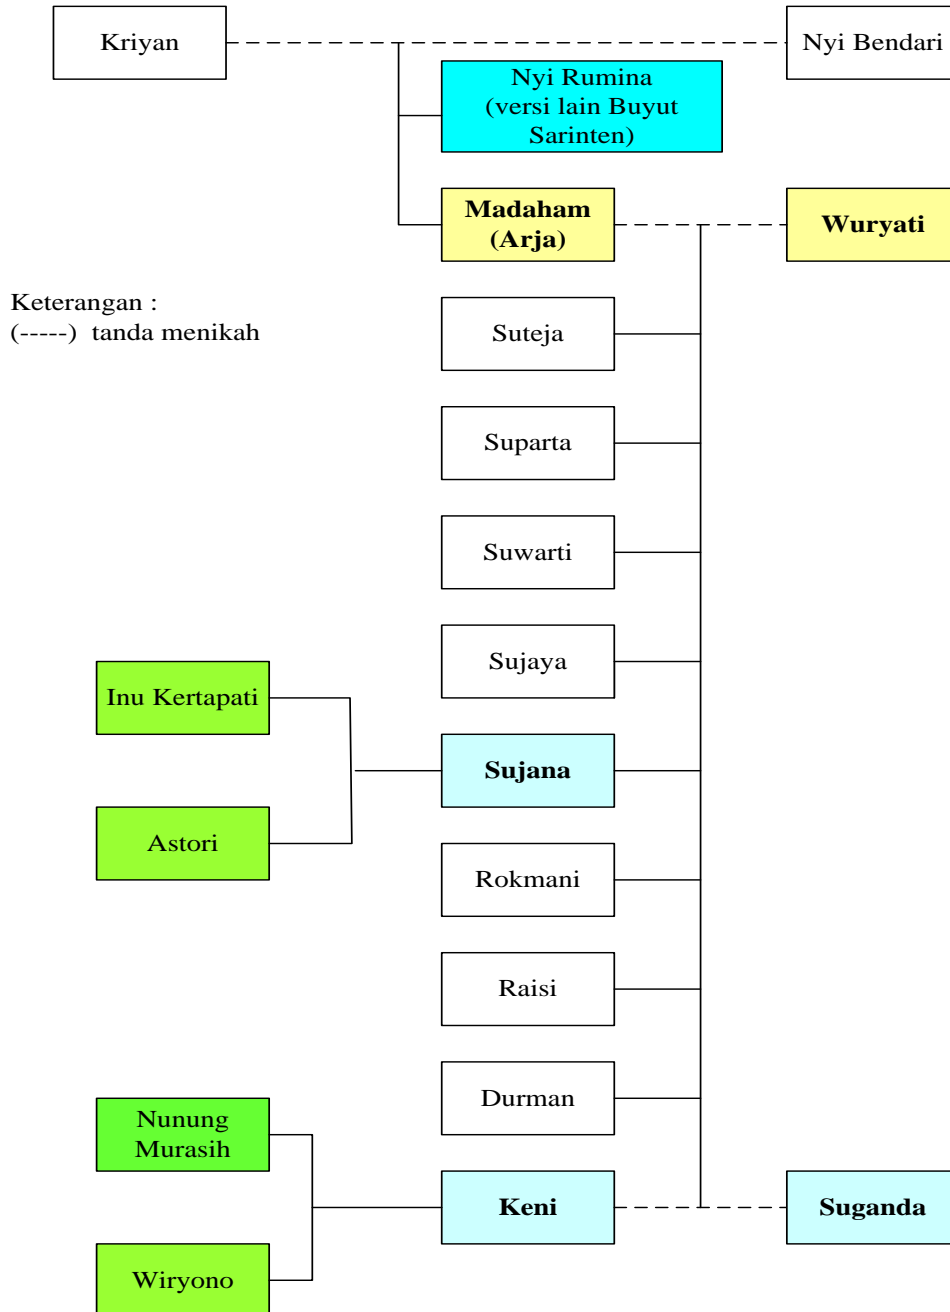 Kriyan
Nyi Bendari
Nyi Rumina
(versi lain Buyut
Sarinten)
Madaham
(Arja)
Wuryati
Keterangan :
(-----) tanda menikah
Suteja
Suparta
Suwarti
Sujaya
Inu Kertapati
Sujana
Astori
Rokmani
Raisi
Durman
Nunung
Murasih
Keni
Suganda
Wiryono